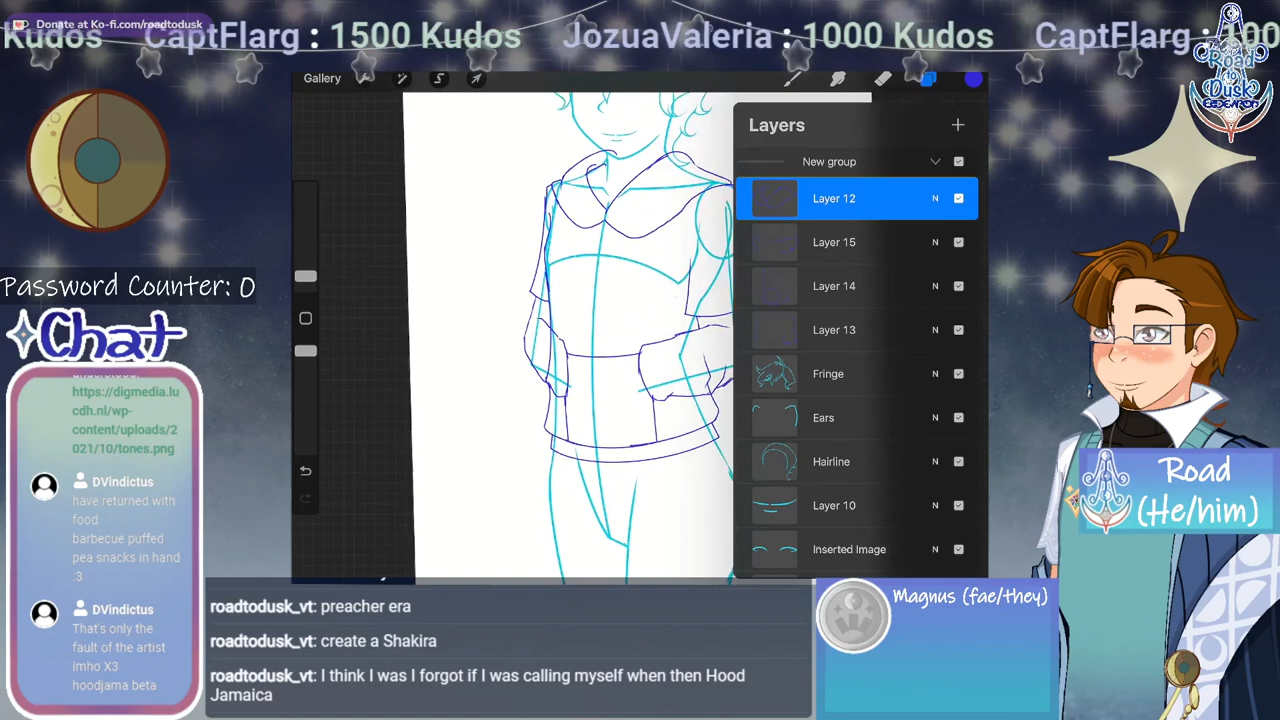 Donate at Ko-fi.com/roadtodusk
Kudos CaptFlarg : 1500 Kudos JozuaValeria : 1000 Kudos CaptFlarg : 100
Road
to
Dusk
Gallery
S
Layers
New group
Layer 12 N
Layer 15 N
Layer 14 N
Layer 13 N
Fringe N
Ears N
Hairline N
Layer 10 N
Inserted Image N
Password Counter: 0
Chat
understood:
https://digmedia.lu
cdh.nl/wp-
content/uploads/2
021/10/tones.png
DVindictus
have returned with
food
barbecue puffed
pea snacks in hand
:3
DVindictus
That's only the
fault of the artist
imho X3
hoodjama beta
roadtodusk_vt: preacher era
roadtodusk_vt: create a Shakira
roadtodusk_vt: I think I was I forgot if I was calling myself when then Hood
Jamaica
Magnus (fae/they)
Road
(He/him)